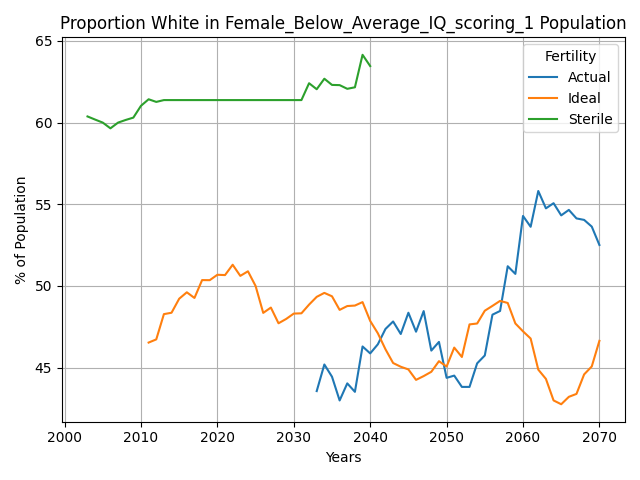 Proportion White in Female_Below_Average_IQ_scoring_1 Population
65
60
55
50
45
% of Population
2000 2010 2020 2030 2040 2050 2060 2070
Years
Fertility
Actual
Ideal
Sterile